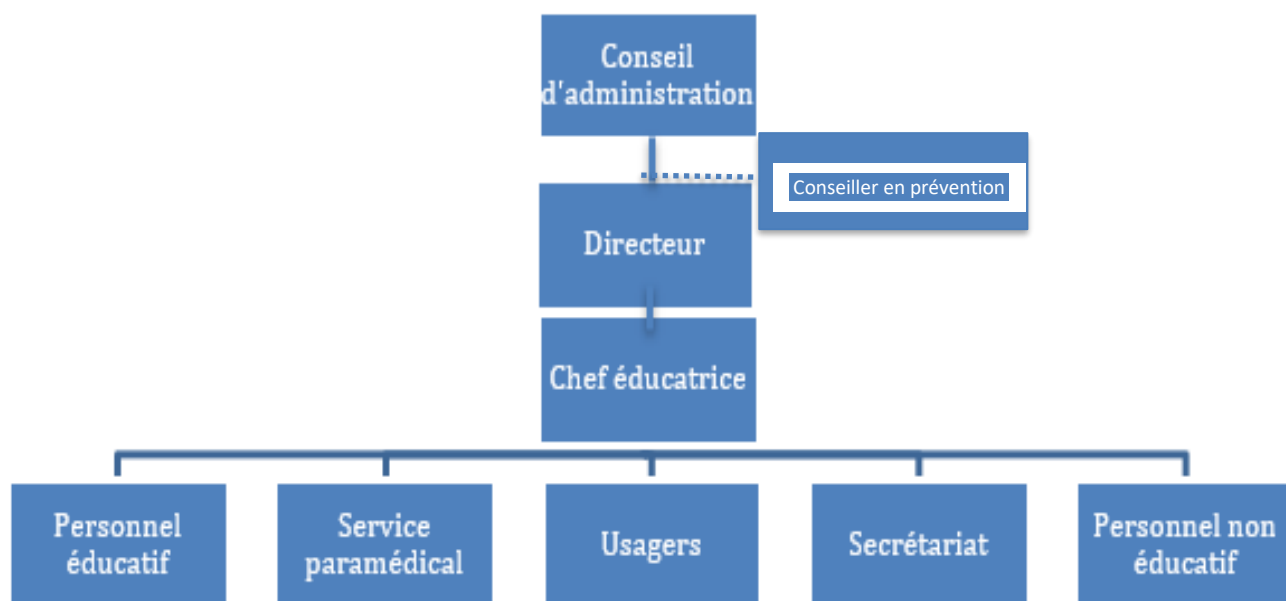 Conseil
d'administration
Conseiller en prévention
Directeur
Chef éducatrice
Personnel
éducatif
Service
paramédical
Usagers
Secrétariat
Personnel non
éducatif